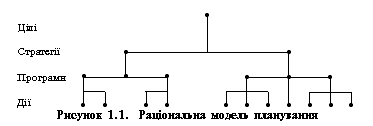 Цілі
Стратегії
Програми
Дії
Рисунок 1.1. Раціональна модель планування